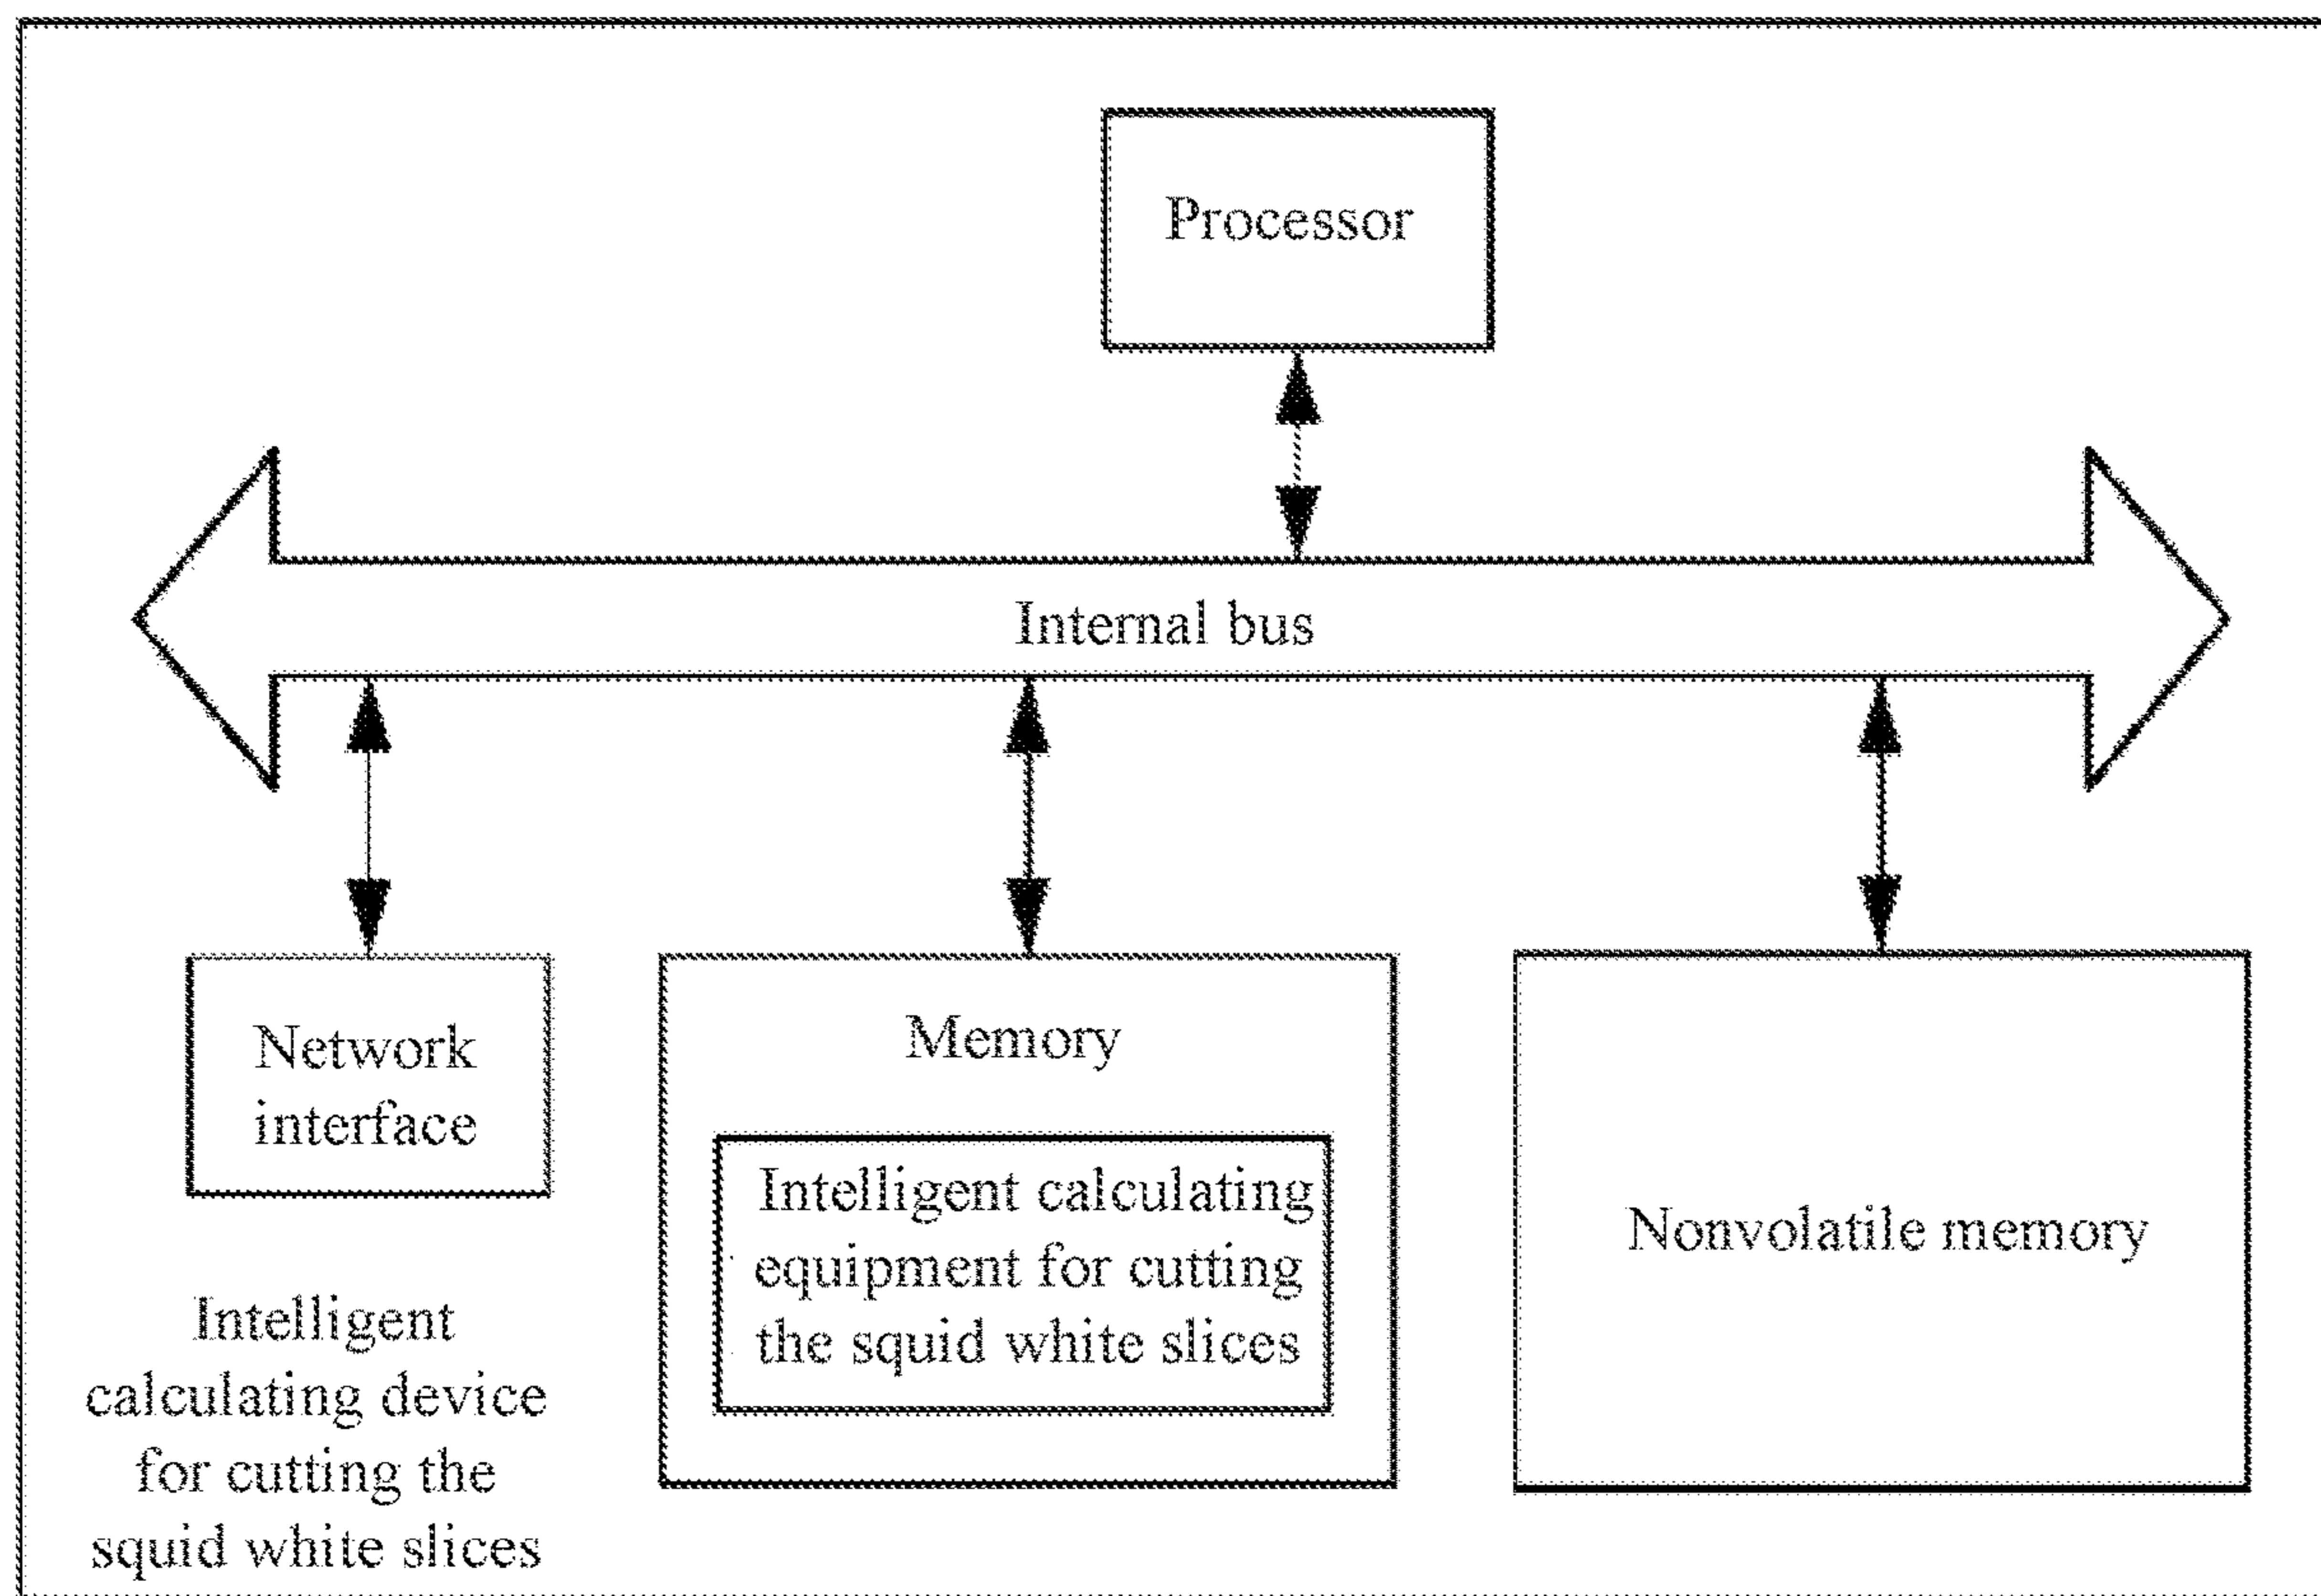 Processor
Internal bus
Network
interface
Memory
Intelligent calculating
equipment for cutting
the squid white slices
Nonvolatile memory
Intelligent
calculating device
for cutting the
squid white slices